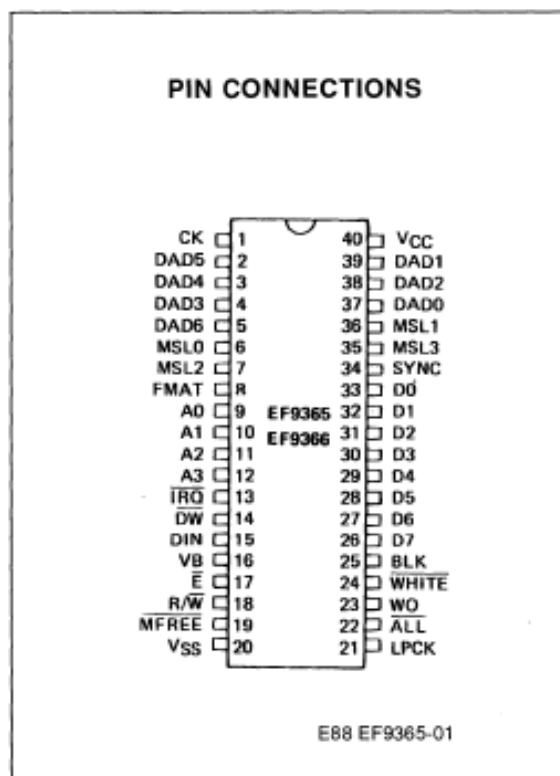 PIN CONNECTIONS
CK 1 40 VCC
DAD5 2 39 DAD1
DAD4 3 38 DAD2
DAD3 4 37 DAD0
DAD6 5 36 MSL1
MSL0 6 35 MSL3
MSL2 7 34 SYNC
FMAT 8 33 D0
A0 9 EF9365 32 D1
A1 10 EF9366 31 D2
A2 11 30 D3
A3 12 29 D4
IRQ 13 28 D5
DW 14 27 D6
DIN 15 26 D7
VB 16 25 BLK
E 17 24 WHITE
R/W 18 23 WO
MFREE 19 22 ALL
VSS 20 21 LPCK
E88 EF9365-01